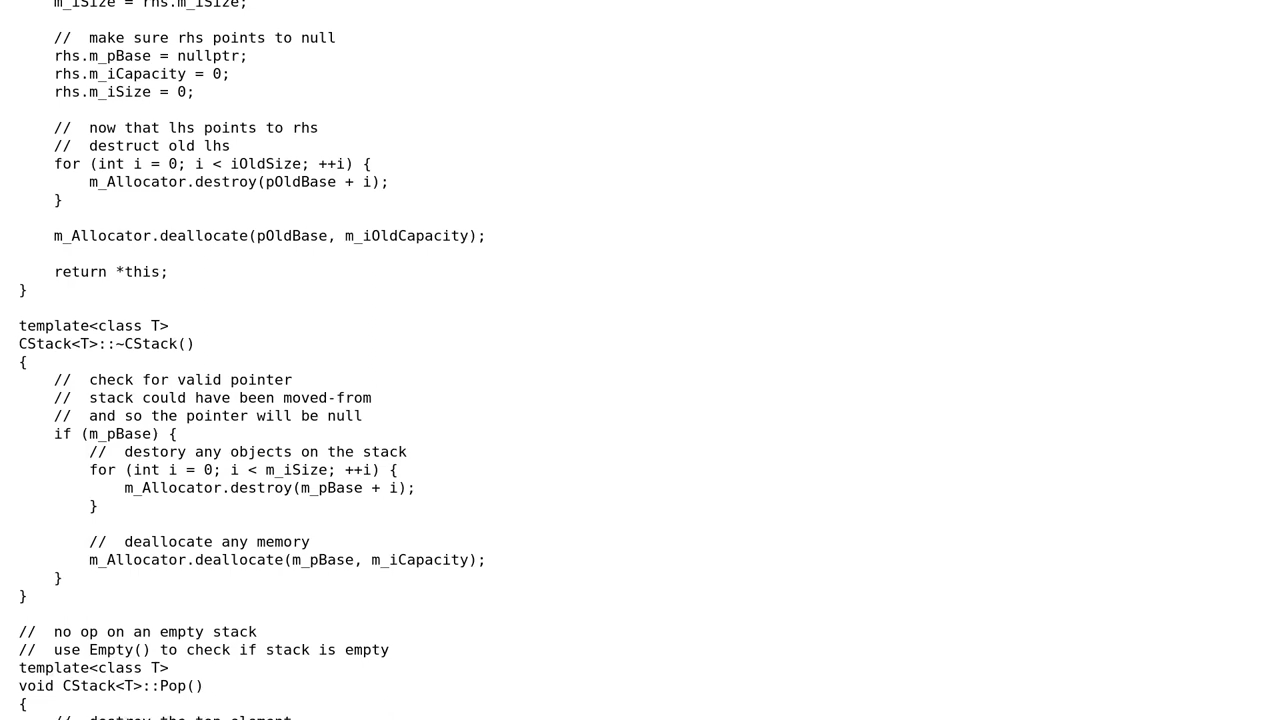 m_iSize = rhs.m_iSize;

    //  make sure rhs points to null
    rhs.m_pBase = nullptr;
    rhs.m_iCapacity = 0;
    rhs.m_iSize = 0;

    //  now that lhs points to rhs
    //  destruct old lhs
    for (int i = 0; i < iOldSize; ++i) {
        m_Allocator.destroy(pOldBase + i);
    }

    m_Allocator.deallocate(pOldBase, m_iOldCapacity);

    return *this;
}

template<class T>
CStack<T>::~CStack()
{
    //  check for valid pointer
    //  stack could have been moved-from
    //  and so the pointer will be null
    if (m_pBase) {
        //  destory any objects on the stack
        for (int i = 0; i < m_iSize; ++i) {
            m_Allocator.destroy(m_pBase + i);
        }

        //  deallocate any memory
        m_Allocator.deallocate(m_pBase, m_iCapacity);
    }
}

//  no op on an empty stack
//  use Empty() to check if stack is empty
template<class T>
void CStack<T>::Pop()
{
    //  destroy the top element